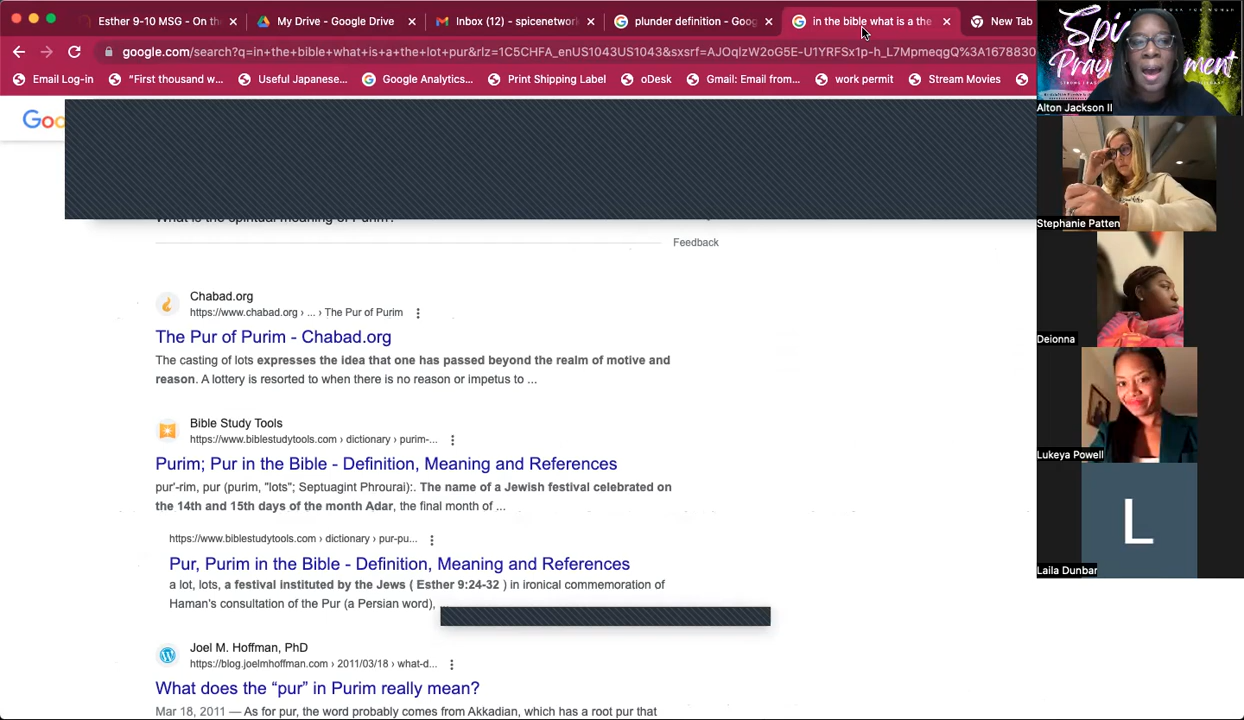 Esther 9-10 MSG - On th
My Drive - Google Drive
Inbox (12) - spicenetwork
plunder definition - Goog
in the bible what is a the
New Tab
google.com/search?q=in+the+bible+what+is+a+the+lot+pur&rlz=1C5CHFA_enUS1043US1043&sxsrf=AJOqlzW2oG5E-U1YRFSx1p-h_L7MpmeqgQ%3A1678830
Email Log-in
"First thousand w...
Useful Japanese...
Google Analytics...
Print Shipping Label
oDesk
Gmail: Email from...
work permit
Stream Movies
Alton Jackson II
Goo
What is the spiritual meaning of Purim?
Feedback
Stephanie Patten
Chabad.org
https://www.chabad.org › ... › The Pur of Purim
The Pur of Purim - Chabad.org
The casting of lots expresses the idea that one has passed beyond the realm of motive and
reason. A lottery is resorted to when there is no reason or impetus to ...
Deionna
Bible Study Tools
https://www.biblestudytools.com › dictionary › purim-...
Purim; Pur in the Bible - Definition, Meaning and References
pur'-rim, pur (purim, "lots"; Septuagint Phrourai):. The name of a Jewish festival celebrated on
the 14th and 15th days of the month Adar, the final month of ...
Lukeya Powell
https://www.biblestudytools.com › dictionary › pur-pu...
Pur, Purim in the Bible - Definition, Meaning and References
a lot, lots, a festival instituted by the Jews ( Esther 9:24-32 ) in ironical commemoration of
Haman's consultation of the Pur (a Persian word),
L
Laila Dunbar
Joel M. Hoffman, PhD
https://blog.joelmhoffman.com › 2011/03/18 › what-d...
What does the "pur" in Purim really mean?
Mar 18, 2011 — As for pur, the word probably comes from Akkadian, which has a root pur that